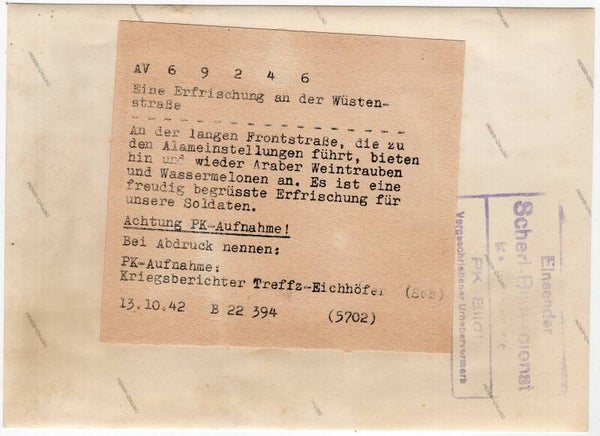 AV 6 9 2 4 6
Eine Erfrischung an der Wüsten-
straße
- - - - - - - - - - - - - - - - - - - - -
An der langen Frontstraße, die zu
den Alameinstellungen führt, bieten
hin und wieder Araber Weintrauben
und Wassermelonen an. Es ist eine
freudig begrüsste Erfrischung für
unsere Soldaten.
Achtung PK-Aufnahme!
Bei Abdruck nennen:
PK-Aufnahme:
Kriegsberichter Treffz-Eichhöfer (Sch)
13.10.42 B 22 394 (5702)
Einsender
Scherl
PK Bild
Vorgeschriebener Urhebervermerk